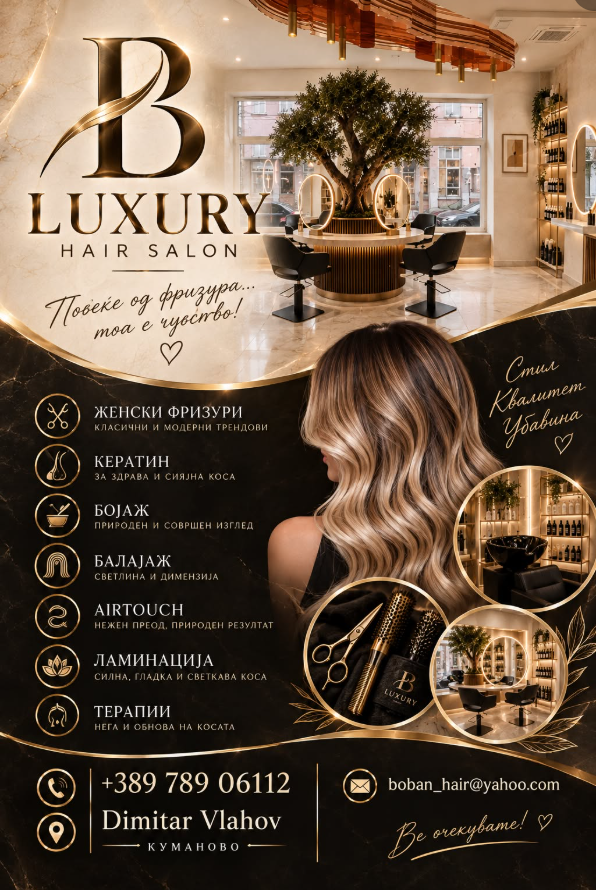 B
LUXURY
HAIR SALON
Повеќе од фризура...
тоа е чувство!
Стил
Квалитет
Убавина
ЖЕНСКИ ФРИЗУРИ
КЛАСИЧНИ И МОДЕРНИ ТРЕНДОВИ
КЕРАТИН
ЗА ЗДРАВА И СЈАЈНА КОСА
БОЈАЖ
ПРИРОДЕН И СОВРШЕН ИЗГЛЕД
БАЛАЈАЖ
СВЕТЛИНА И ДИМЕНЗИЈА
AIRTOUCH
НЕЖЕН ПРЕОД, ПРИРОДЕН РЕЗУЛТАТ
ЛАМИНАЦИЈА
СИЛНА, ГЛАДКА И СВЕТКАВА КОСА
ТЕРАПИИ
НЕГА И ОБНОВА НА КОСАТА
B
LUXURY
+389 789 06112
Dimitar Vlahov
КУМАНОВО
boban_hair@yahoo.com
Ве очекуваме!